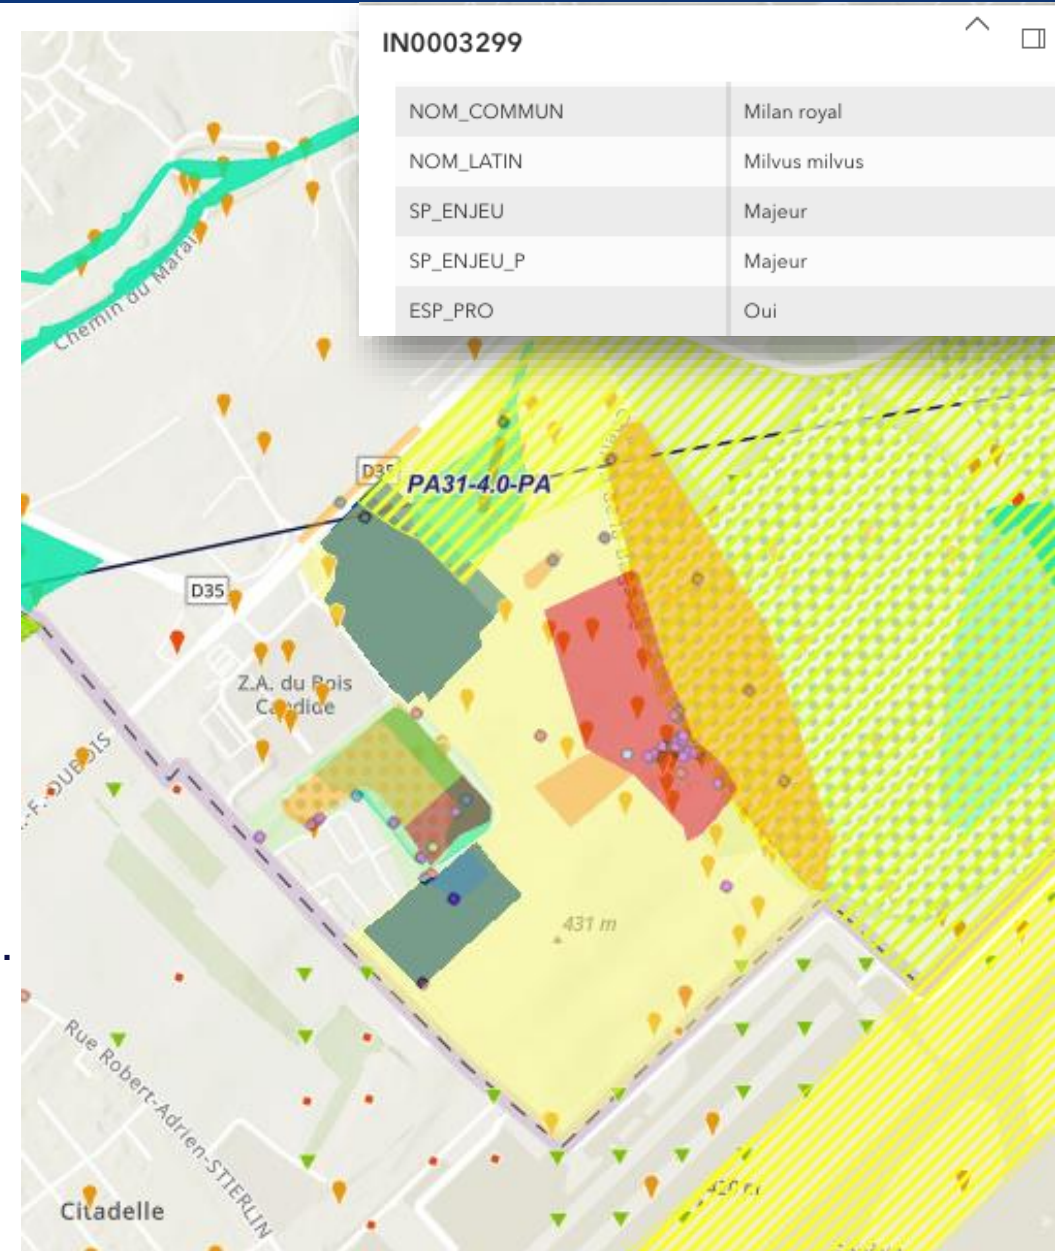 IN0003299
NOM_COMMUN Milan royal
NOM_LATIN Milvus milvus
SP_ENJEU Majeur
SP_ENJEU_P Majeur
ESP_PRO Oui
Chemin du Marais
D35
PA31-4.0-PA
D35
Z.A. du Bois
Candide
431 m
Rue Robert-Adrien-STIERLIN
Citadelle